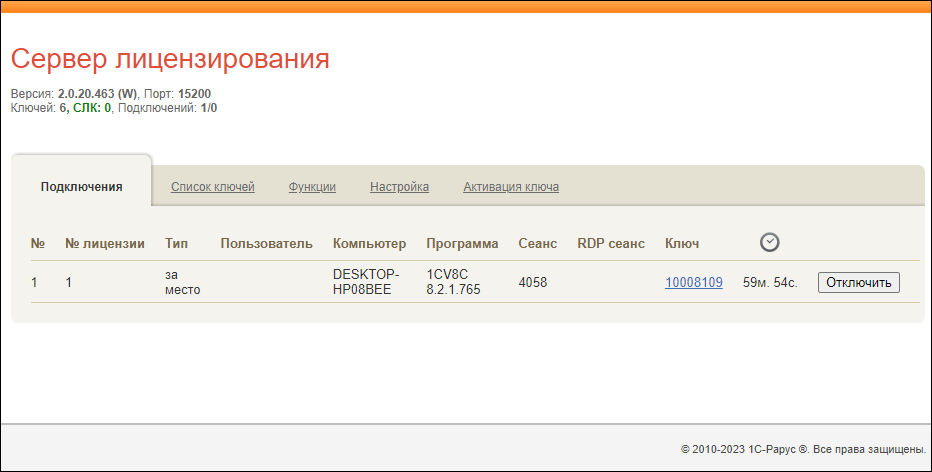 Сервер лицензирования
Версия: 2.0.20.463 (W), Порт: 15200
Ключей: 6, СЛК: 0, Подключений: 1/0
Подключения Список ключей Функции Настройка Активация ключа
№ № лицензии Тип Пользователь Компьютер Программа Сеанс RDP сеанс Ключ
1 1 за место DESKTOP-HP08BEE 1CV8C 8.2.1.765 4058 10008109 59м. 54с. Отключить
© 2010-2023 1С-Рарус ®. Все права защищены.